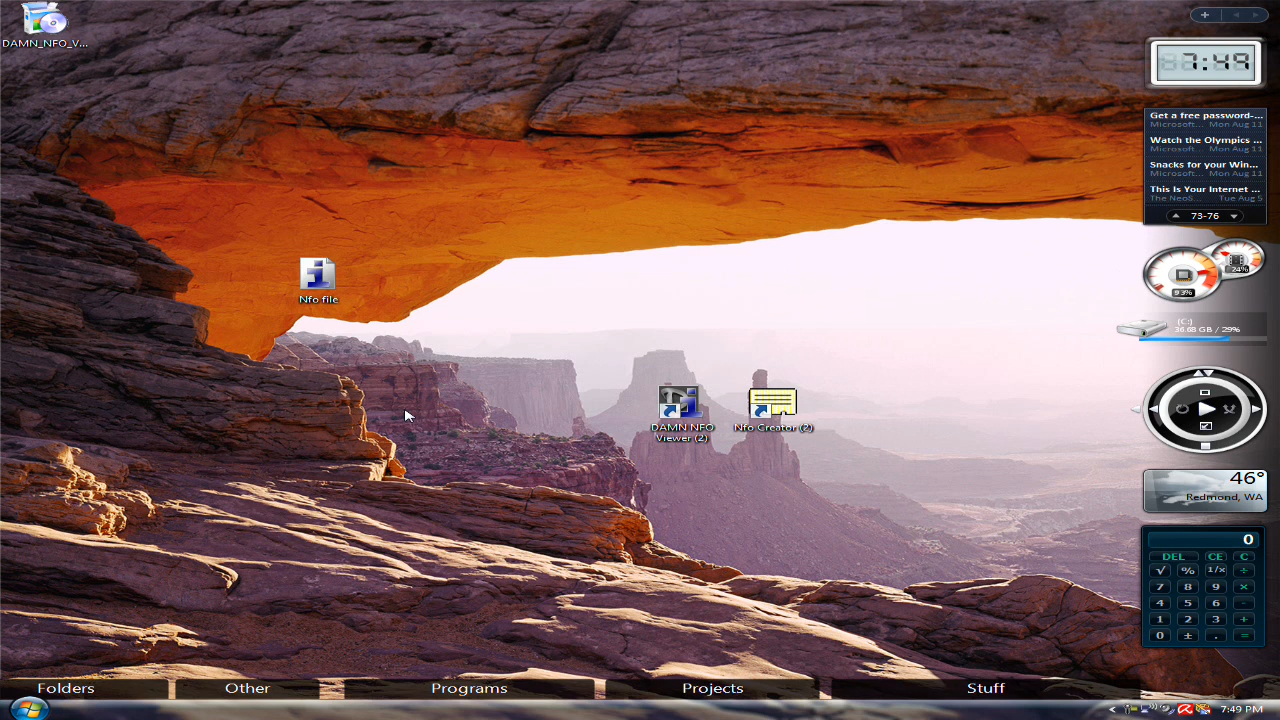 DAMN_NFO_V...
7:49
Get a free password-...
Microsoft... Mon Aug 11
Watch the Olympics ...
Microsoft... Mon Aug 11
Snacks for your Win...
Microsoft... Mon Aug 11
This Is Your Internet ...
The NeoS... Tue Aug 5
73-76
24%
93%
(C:)
36.68 GB / 29%
Nfo file
DAMN NFO
Viewer (2)
Nfo Creator (2)
46°
Redmond, WA
0
DEL CE C
√ % 1/x ÷
7 8 9 ×
4 5 6 -
1 2 3 +
0 ± . =
Folders Other Programs Projects Stuff
7:49 PM